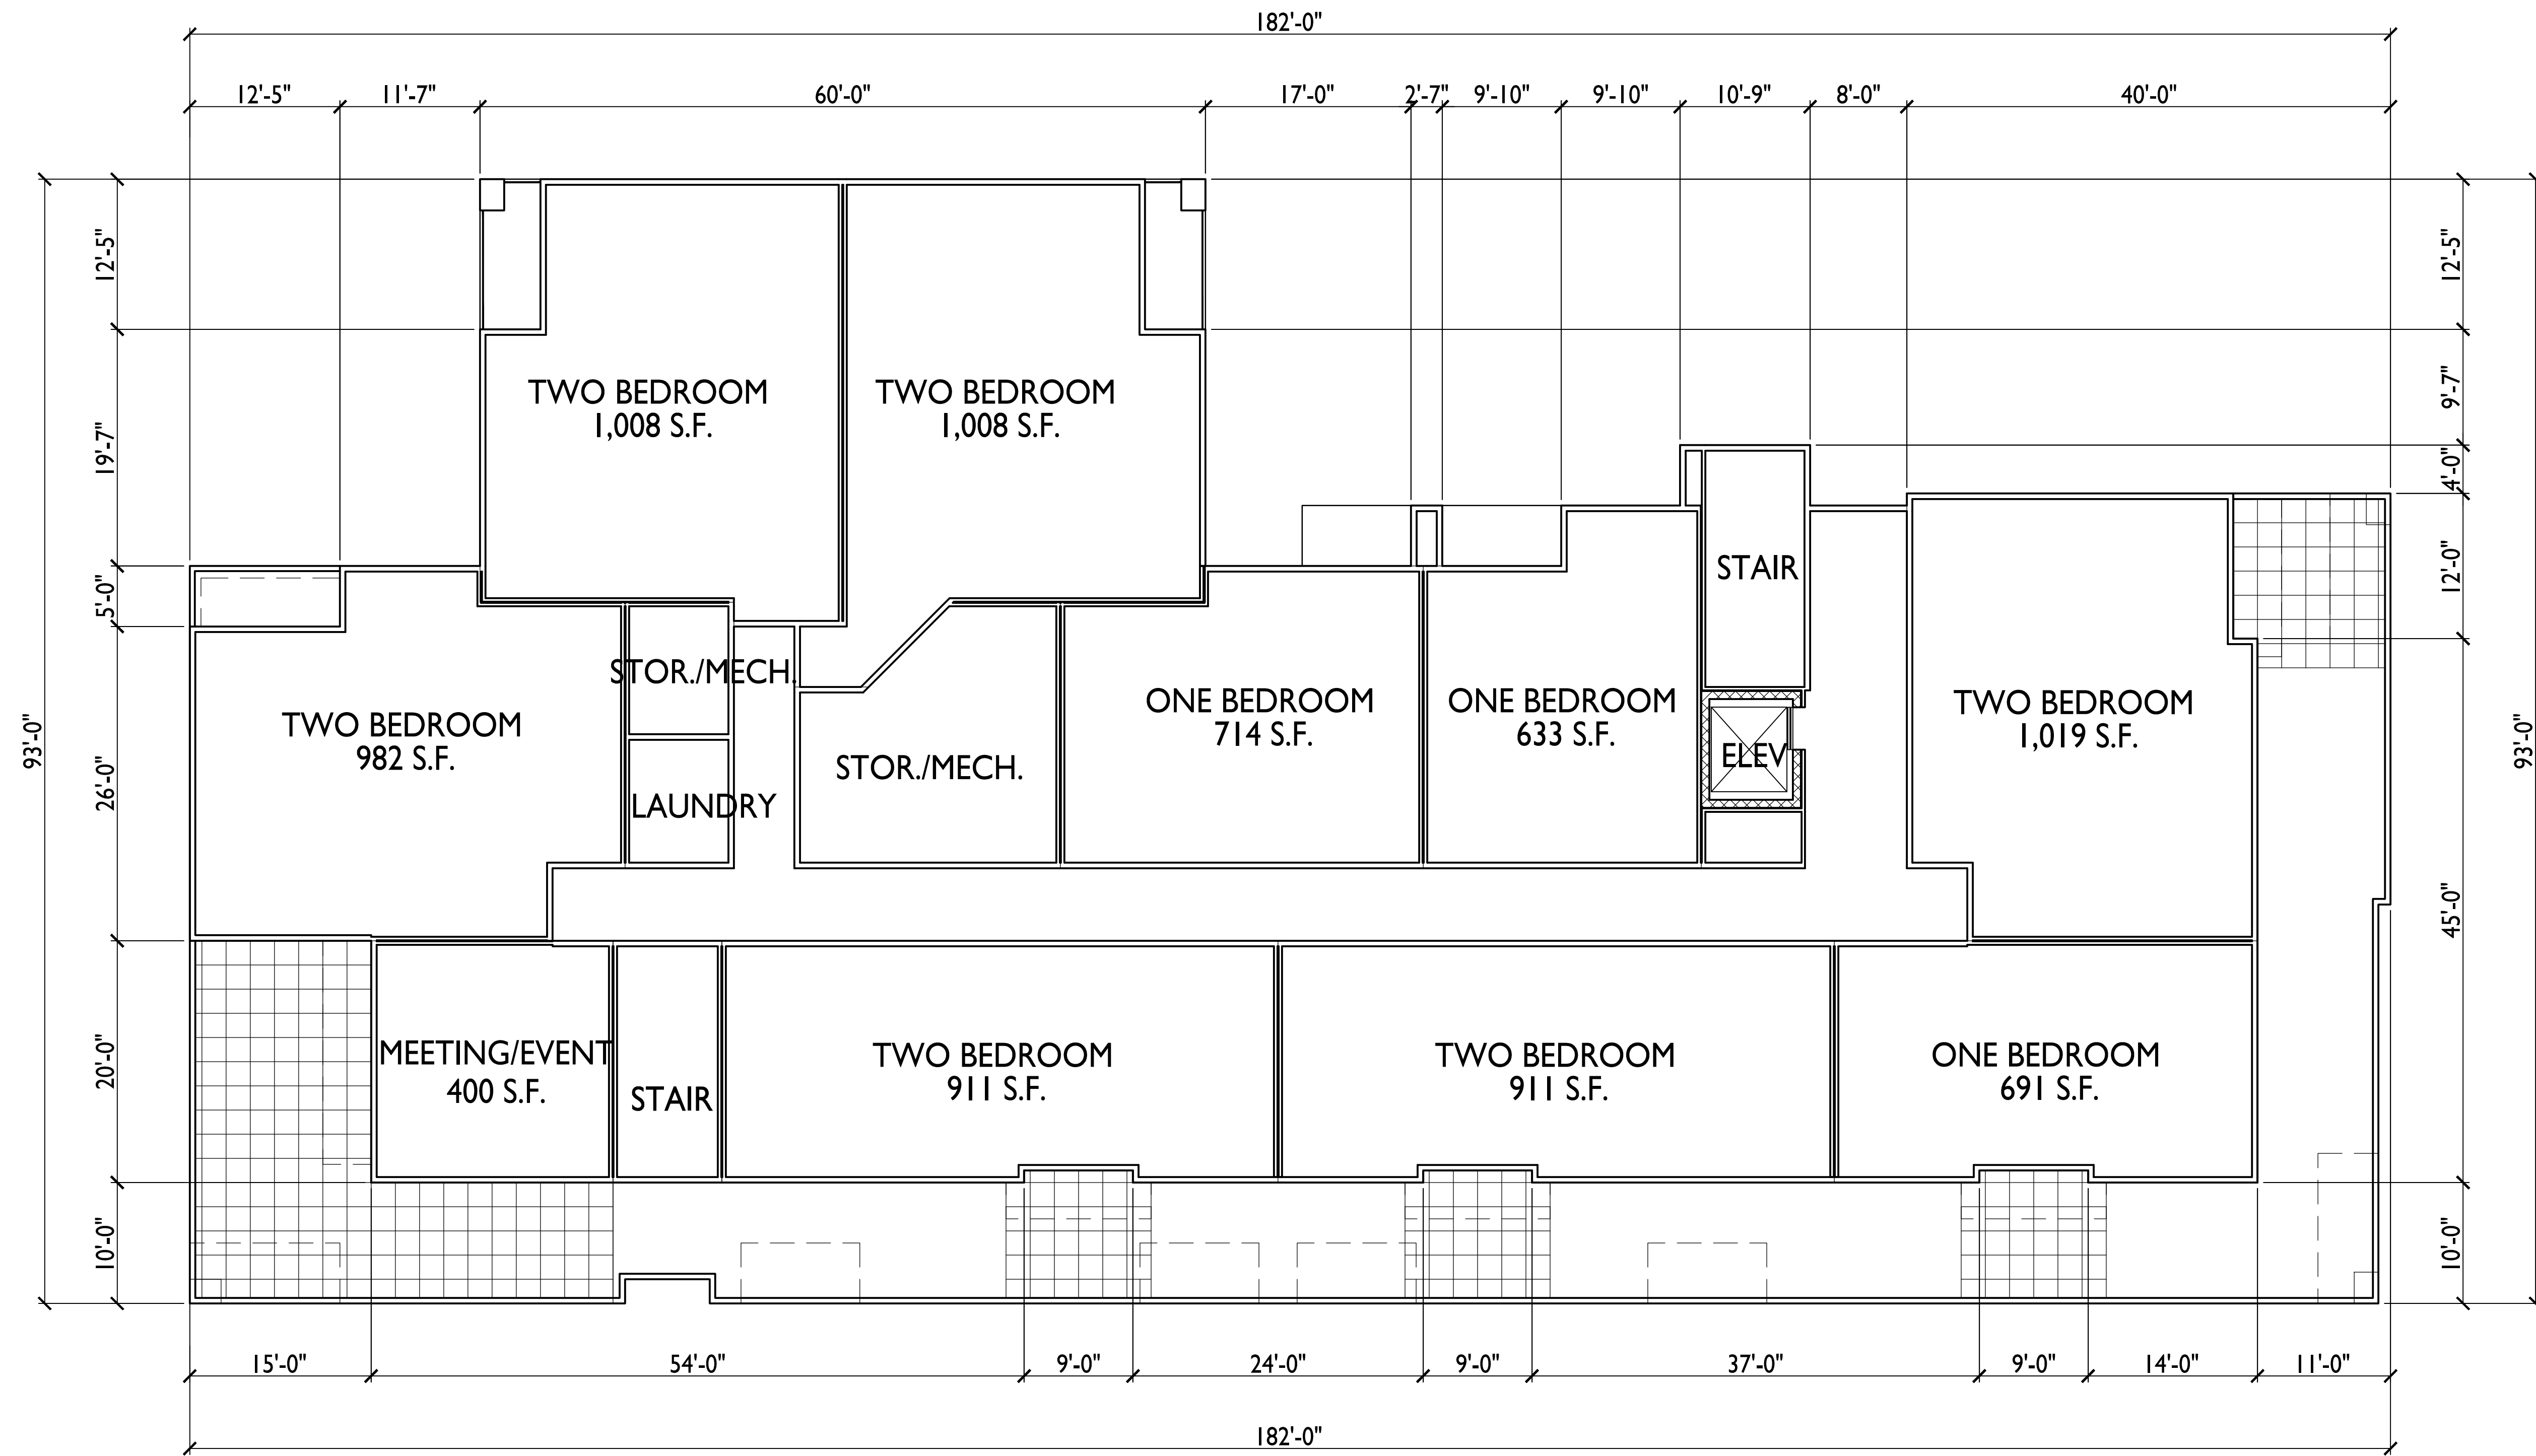 182'-0"
12'-5" 11'-7" 60'-0" 17'-0" 2'-7" 9'-10" 9'-10" 10'-9" 8'-0" 40'-0"
12'-5"
19'-7"
5'-0"
26'-0"
20'-0"
10'-0"
93'-0"
TWO BEDROOM
1,008 S.F.
TWO BEDROOM
1,008 S.F.
STAIR
STOR./MECH.
TWO BEDROOM
982 S.F.
LAUNDRY
STOR./MECH.
ONE BEDROOM
714 S.F.
ONE BEDROOM
633 S.F.
ELEV
TWO BEDROOM
1,019 S.F.
MEETING/EVENT
400 S.F.
STAIR
TWO BEDROOM
911 S.F.
TWO BEDROOM
911 S.F.
ONE BEDROOM
691 S.F.
12'-5"
9'-7"
4'-0"
12'-0"
45'-0"
10'-0"
93'-0"
15'-0" 54'-0" 9'-0" 24'-0" 9'-0" 37'-0" 9'-0" 14'-0" 11'-0"
182'-0"